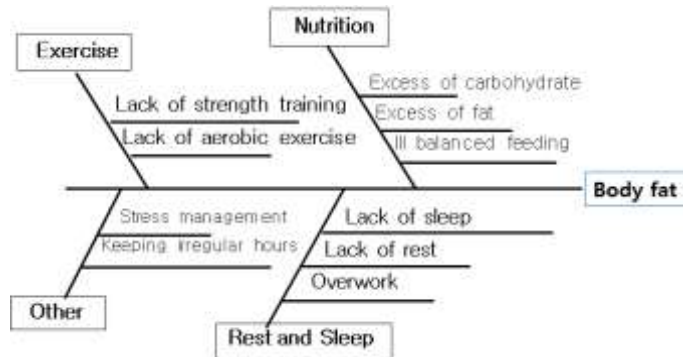 Nutrition
Exercise
Excess of carbohydrate
Lack of strength training
Excess of fat
Lack of aerobic exercise
Ill balanced feeding
Body fat
Stress management
Lack of sleep
Keeping irregular hours
Lack of rest
Overwork
Other
Rest and Sleep